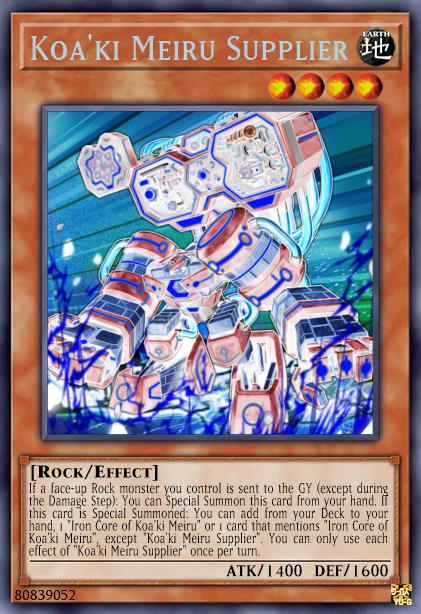 KOA'KI MEIRU SUPPLIER
EARTH
地
[ROCK/EFFECT]
If a face-up Rock monster you control is sent to the GY (except during
the Damage Step): You can Special Summon this card from your hand. If
this card is Special Summoned: You can add from your Deck to your
hand, 1 "Iron Core of Koa'ki Meiru" or 1 card that mentions "Iron Core of
Koa'ki Meiru", except "Koa'ki Meiru Supplier". You can only use each
effect of "Koa'ki Meiru Supplier" once per turn.
ATK/1400 DEF/1600
80839052